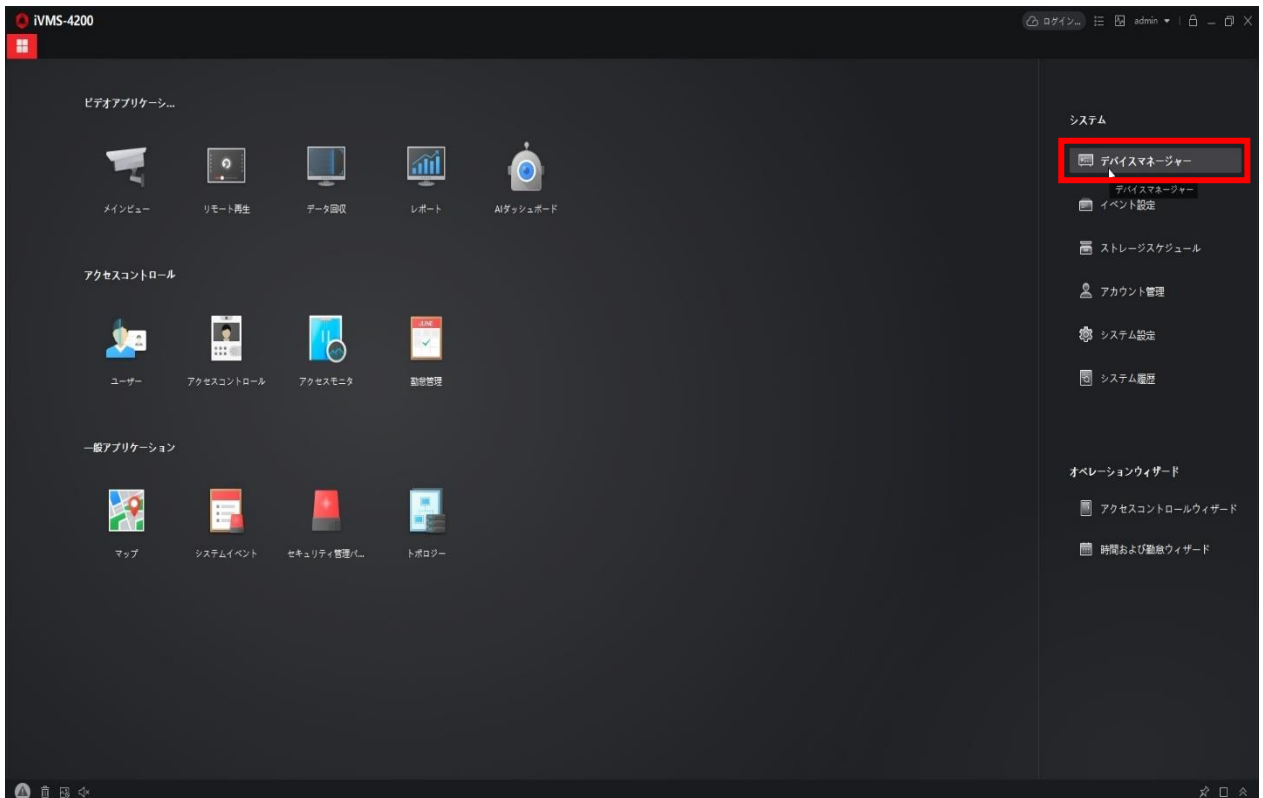 iVMS-4200
ログイン...
admin
ビデオアプリケーシ...
メインビュー
リモート再生
データ回収
レポート
AIダッシュボード
アクセスコントロール
ユーザー
アクセスコントロール
アクセスモニタ
JUNE
勤怠管理
一般アプリケーション
マップ
システムイベント
セキュリティ管理パ...
トポロジー
システム
デバイスマネージャー
デバイスマネージャー
イベント設定
ストレージスケジュール
アカウント管理
システム設定
システム履歴
オペレーションウィザード
アクセスコントロールウィザード
時間および勤怠ウィザード